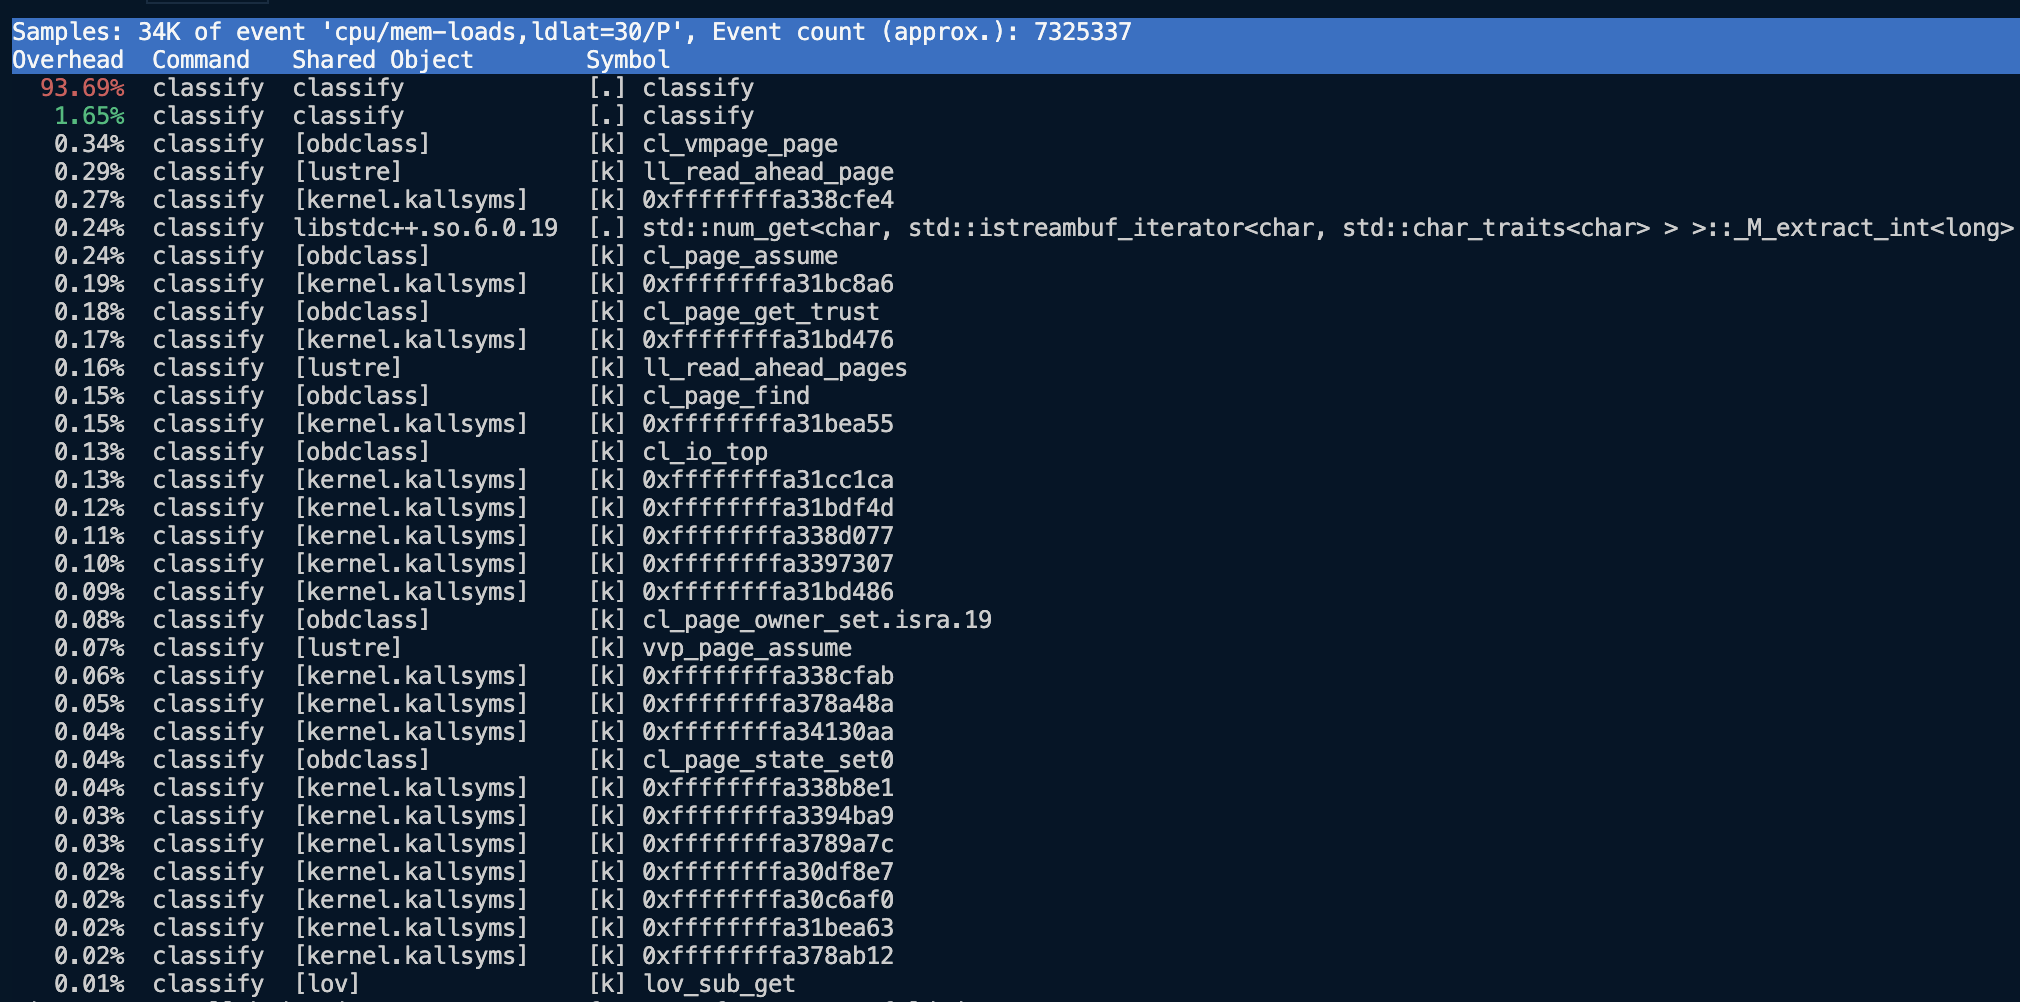 Samples: 34K of event 'cpu/mem-loads,ldlat=30/P', Event count (approx.): 7325337
Overhead  Command   Shared Object        Symbol
93.69%  classify  classify             [.] classify
1.65%  classify  classify             [.] classify
0.34%  classify  [obdclass]           [k] cl_vmpage_page
0.29%  classify  [lustre]             [k] ll_read_ahead_page
0.27%  classify  [kernel.kallsyms]    [k] 0xffffffffa338cfe4
0.24%  classify  libstdc++.so.6.0.19  [.] std::num_get<char, std::istreambuf_iterator<char, std::char_traits<char> > >::_M_extract_int<long>
0.24%  classify  [obdclass]           [k] cl_page_assume
0.19%  classify  [kernel.kallsyms]    [k] 0xffffffffa31bc8a6
0.18%  classify  [obdclass]           [k] cl_page_get_trust
0.17%  classify  [kernel.kallsyms]    [k] 0xffffffffa31bd476
0.16%  classify  [lustre]             [k] ll_read_ahead_pages
0.15%  classify  [obdclass]           [k] cl_page_find
0.15%  classify  [kernel.kallsyms]    [k] 0xffffffffa31bea55
0.13%  classify  [obdclass]           [k] cl_io_top
0.13%  classify  [kernel.kallsyms]    [k] 0xffffffffa31cc1ca
0.12%  classify  [kernel.kallsyms]    [k] 0xffffffffa31bdf4d
0.11%  classify  [kernel.kallsyms]    [k] 0xffffffffa338d077
0.10%  classify  [kernel.kallsyms]    [k] 0xffffffffa3397307
0.09%  classify  [kernel.kallsyms]    [k] 0xffffffffa31bd486
0.08%  classify  [obdclass]           [k] cl_page_owner_set.isra.19
0.07%  classify  [lustre]             [k] vvp_page_assume
0.06%  classify  [kernel.kallsyms]    [k] 0xffffffffa338cfab
0.05%  classify  [kernel.kallsyms]    [k] 0xffffffffa378a48a
0.04%  classify  [kernel.kallsyms]    [k] 0xffffffffa34130aa
0.04%  classify  [obdclass]           [k] cl_page_state_set0
0.04%  classify  [kernel.kallsyms]    [k] 0xffffffffa338b8e1
0.03%  classify  [kernel.kallsyms]    [k] 0xffffffffa3394ba9
0.03%  classify  [kernel.kallsyms]    [k] 0xffffffffa3789a7c
0.02%  classify  [kernel.kallsyms]    [k] 0xffffffffa30df8e7
0.02%  classify  [kernel.kallsyms]    [k] 0xffffffffa30c6af0
0.02%  classify  [kernel.kallsyms]    [k] 0xffffffffa31bea63
0.02%  classify  [kernel.kallsyms]    [k] 0xffffffffa378ab12
0.01%  classify  [lov]                [k] lov_sub_get